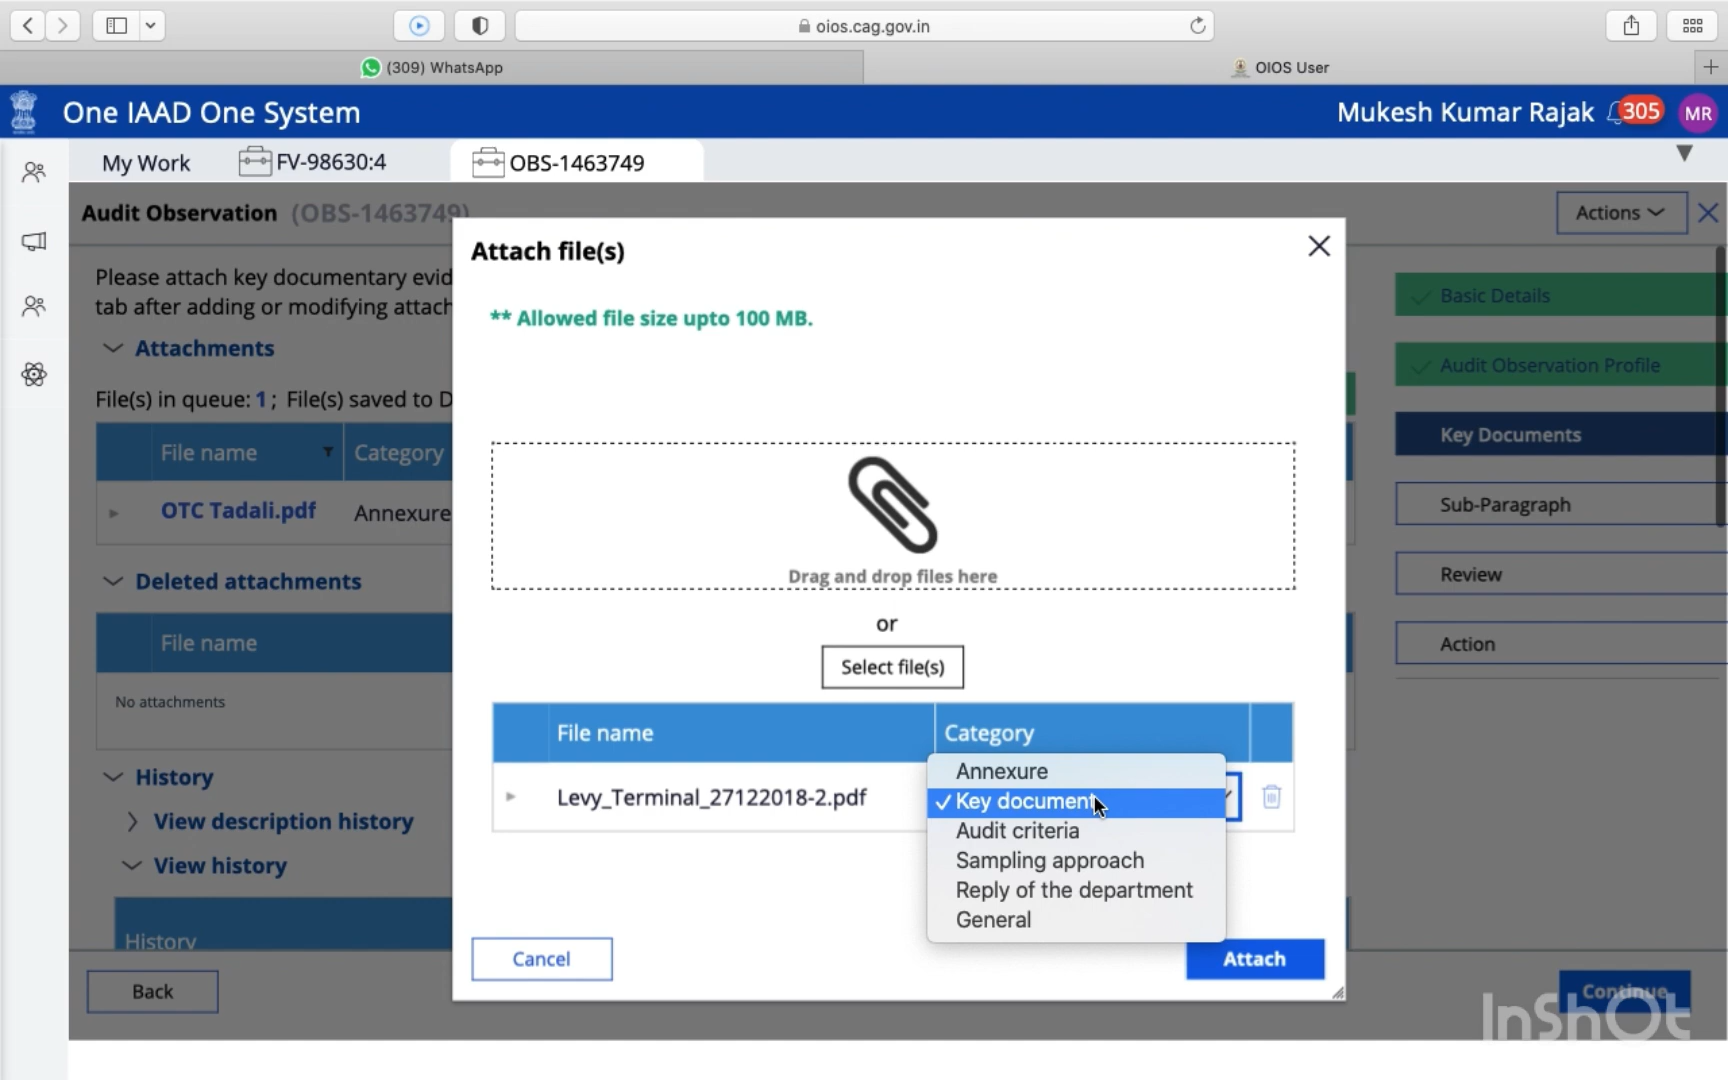 oios.cag.gov.in
(309) WhatsApp
OIOS User
One IAAD One System
Mukesh Kumar Rajak
305
MR
My Work
FV-98630:4
OBS-1463749
Audit Observation (OBS-1463749)
Actions
Please attach key documentary evid
tab after adding or modifying attach
Attachments
File(s) in queue: 1 ; File(s) saved to D
File name
Category
OTC Tadali.pdf
Annexure
Deleted attachments
File name
No attachments
History
View description history
View history
History
Back
Attach file(s)
** Allowed file size upto 100 MB.
Drag and drop files here
or
Select file(s)
File name
Category
Levy_Terminal_27122018-2.pdf
Annexure
✓ Key document
Audit criteria
Sampling approach
Reply of the department
General
Cancel
Attach
Basic Details
Audit Observation Profile
Key Documents
Sub-Paragraph
Review
Action
Continue
InShOt